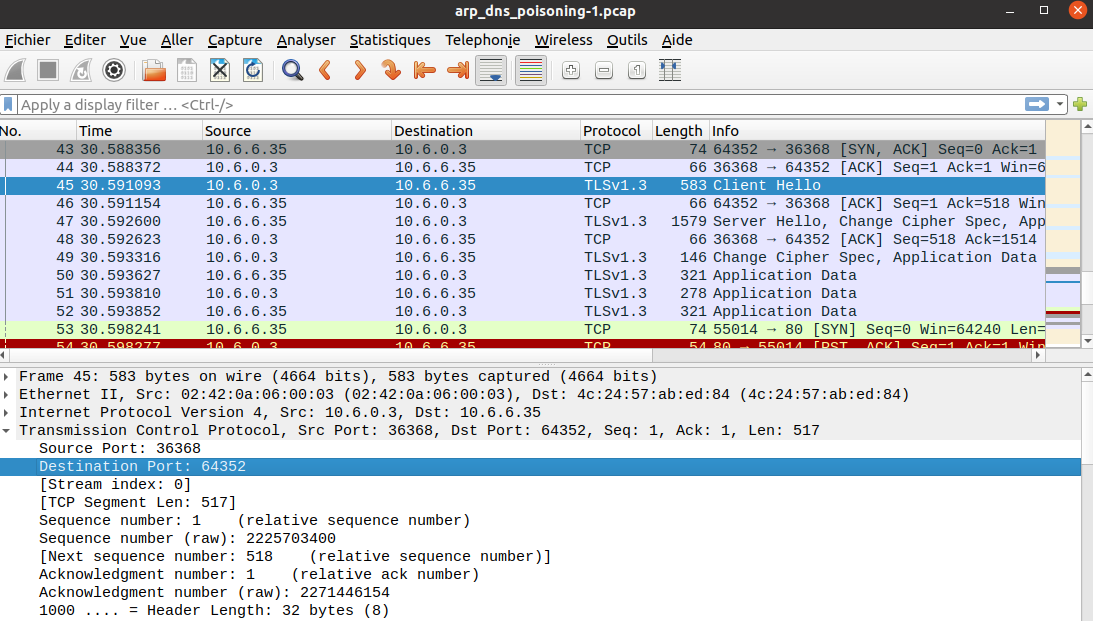 arp_dns_poisoning-1.pcap
Fichier Editer Vue Aller Capture Analyser Statistiques Telephonie Wireless Outils Aide
Apply a display filter … <Ctrl-/>
No. Time Source Destination Protocol Length Info
43 30.588356 10.6.6.35 10.6.0.3 TCP 74 64352 → 36368 [SYN, ACK] Seq=0 Ack=1
44 30.588372 10.6.0.3 10.6.6.35 TCP 66 36368 → 64352 [ACK] Seq=1 Ack=1 Win=6
45 30.591093 10.6.0.3 10.6.6.35 TLSv1.3 583 Client Hello
46 30.591154 10.6.6.35 10.6.0.3 TCP 66 64352 → 36368 [ACK] Seq=1 Ack=518 Win
47 30.592600 10.6.6.35 10.6.0.3 TLSv1.3 1579 Server Hello, Change Cipher Spec, App
48 30.592623 10.6.0.3 10.6.6.35 TCP 66 36368 → 64352 [ACK] Seq=518 Ack=1514
49 30.593316 10.6.0.3 10.6.6.35 TLSv1.3 146 Change Cipher Spec, Application Data
50 30.593627 10.6.6.35 10.6.0.3 TLSv1.3 321 Application Data
51 30.593810 10.6.0.3 10.6.6.35 TLSv1.3 278 Application Data
52 30.593852 10.6.6.35 10.6.0.3 TLSv1.3 321 Application Data
53 30.598241 10.6.6.35 10.6.0.3 TCP 74 55014 → 80 [SYN] Seq=0 Win=64240 Len=
54 30.598277 10.6.0.3 10.6.6.35 TCP 54 80 → 55014 [RST, ACK] Seq=1 Ack=1 Win
Frame 45: 583 bytes on wire (4664 bits), 583 bytes captured (4664 bits)
Ethernet II, Src: 02:42:0a:06:00:03 (02:42:0a:06:00:03), Dst: 4c:24:57:ab:ed:84 (4c:24:57:ab:ed:84)
Internet Protocol Version 4, Src: 10.6.0.3, Dst: 10.6.6.35
Transmission Control Protocol, Src Port: 36368, Dst Port: 64352, Seq: 1, Ack: 1, Len: 517
Source Port: 36368
Destination Port: 64352
[Stream index: 0]
[TCP Segment Len: 517]
Sequence number: 1    (relative sequence number)
Sequence number (raw): 2225703400
[Next sequence number: 518    (relative sequence number)]
Acknowledgment number: 1    (relative ack number)
Acknowledgment number (raw): 2271446154
1000 .... = Header Length: 32 bytes (8)